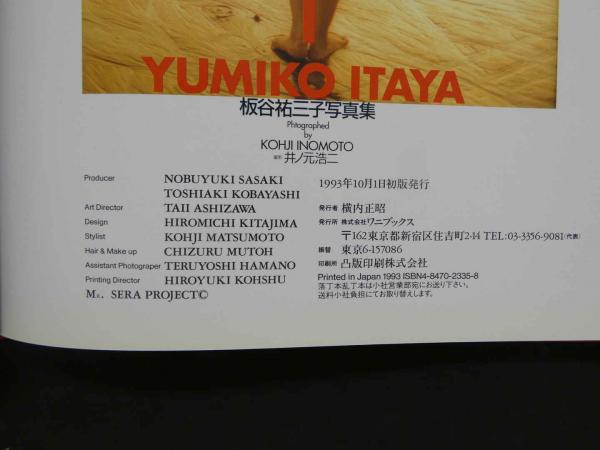 YUMIKO ITAYA
板谷祐三子写真集
Phtographed
by
KOHJI INOMOTO
撮影 井ノ元浩二
Producer NOBUYUKI SASAKI
TOSHIAKI KOBAYASHI
Art Director TAII ASHIZAWA
Design HIROMICHI KITAJIMA
Stylist KOHJI MATSUMOTO
Hair & Make up CHIZURU MUTOH
Assistant Photograper TERUYOSHI HAMANO
Printing Director HIROYUKI KOHSHU
SERA PROJECT©
1993年10月1日初版発行
発行者 横内正昭
発行所 株式会社ワニブックス
〒162東京都新宿区住吉町2-14 TEL:03-3356-9081(代表)
振替 東京6-157086
印刷所 凸版印刷株式会社
Printed in Japan 1993 ISBN4-8470-2335-8
落丁本乱丁本は小社営業部宛にお送り下さい。
送料小社負担にてお取り替えします。